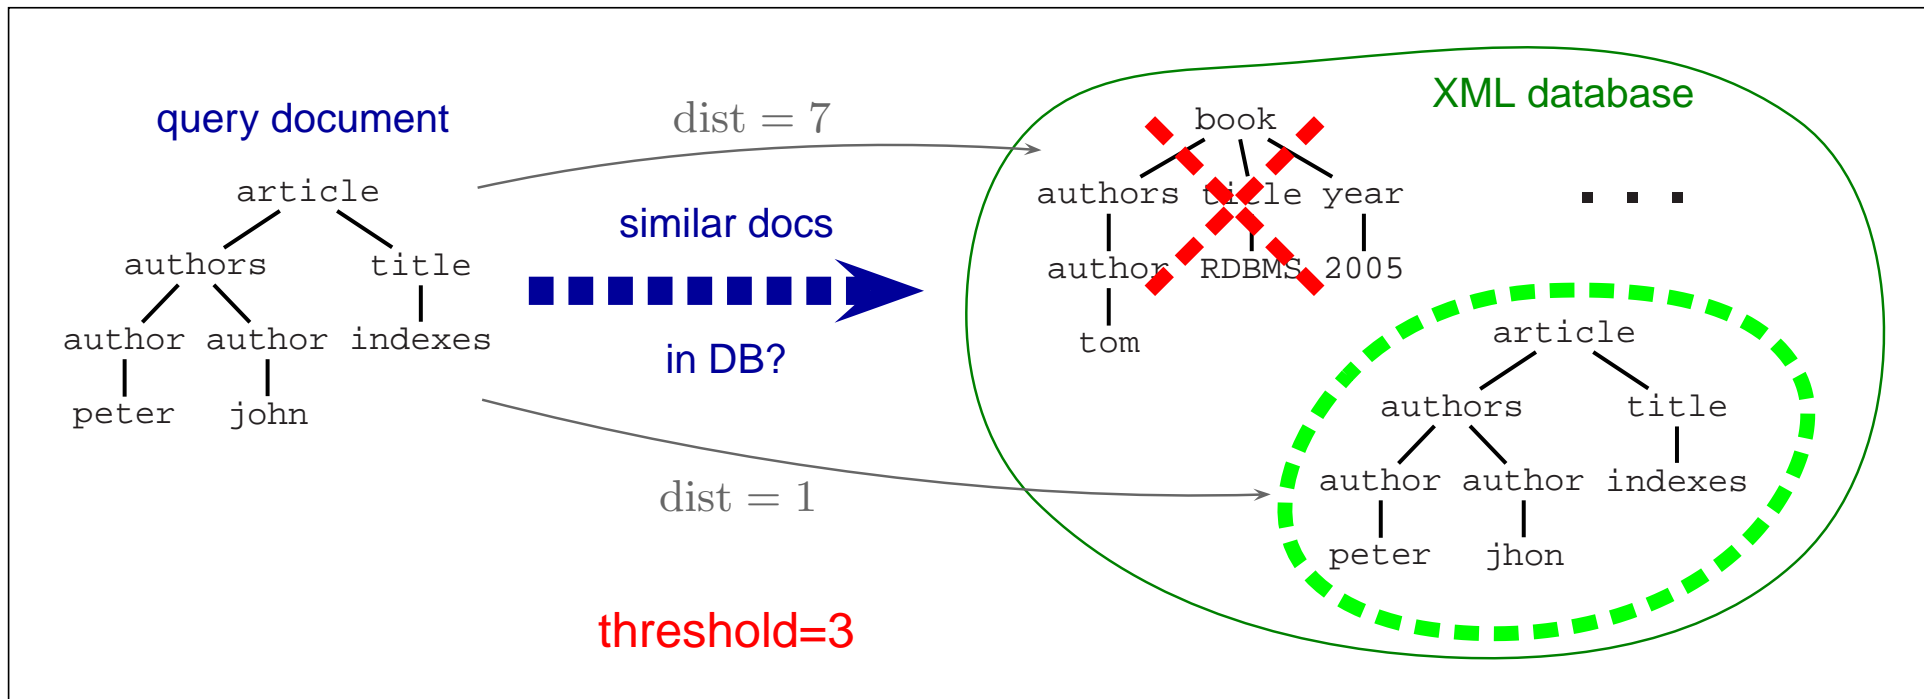 query document
article
authors title
author author indexes
peter john
dist = 7
similar docs
in DB?
dist = 1
threshold=3
XML database
book
authors title year
author RDBMS 2005
tom
. . .
article
authors title
author author indexes
peter jhon